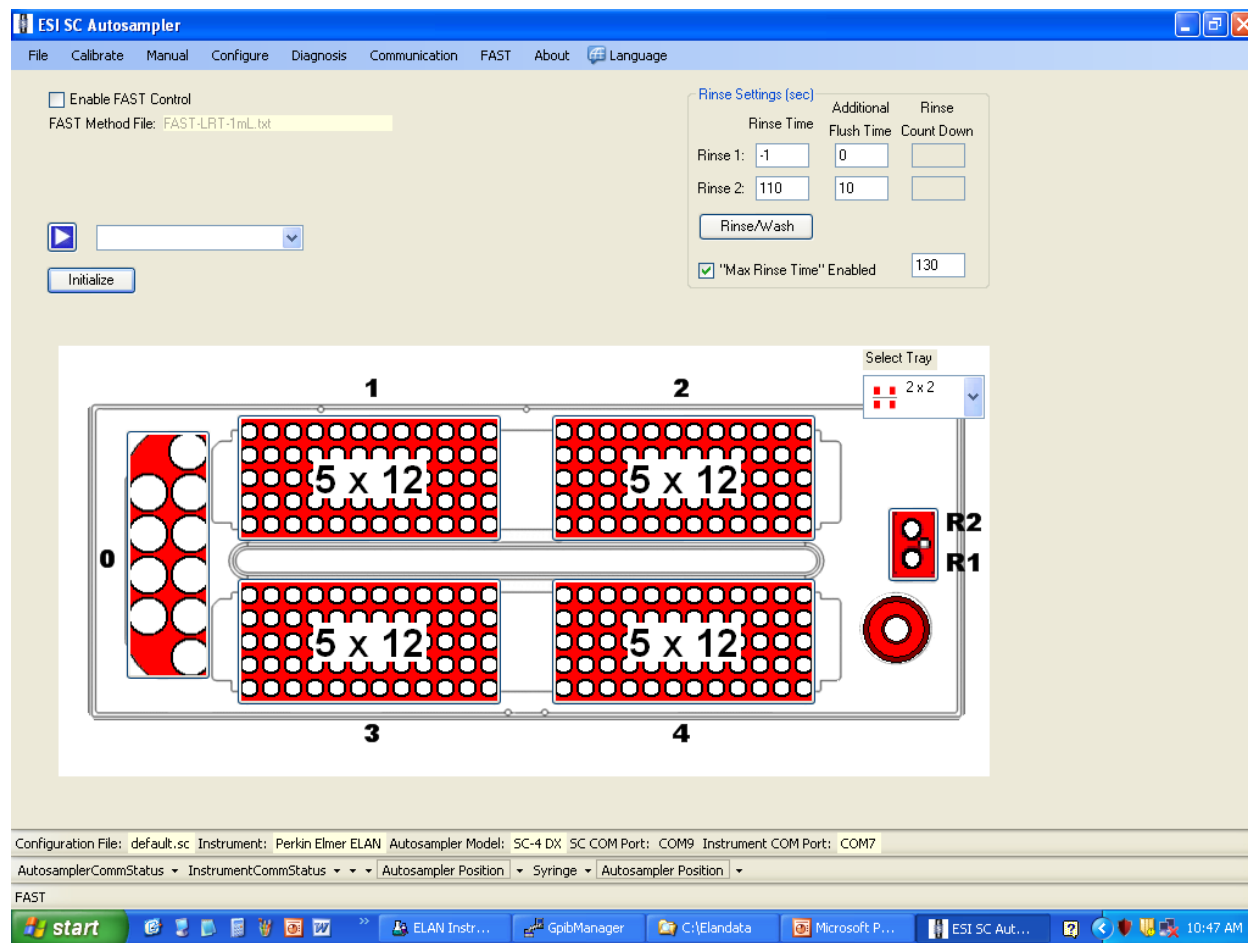 ESI SC Autosampler
File Calibrate Manual Configure Diagnosis Communication FAST About Language
Enable FAST Control
FAST Method File: FAST-LRT-1mL.txt
Initialize
Rinse Settings (sec)
Rinse Time Additional Flush Time Rinse Count Down
Rinse 1: -1 0
Rinse 2: 110 10
Rinse/Wash
"Max Rinse Time" Enabled 130
Select Tray
2 x 2
1 2
5 x 12 5 x 12
0
R2
R1
5 x 12 5 x 12
3 4
Configuration File: default.sc Instrument: Perkin Elmer ELAN Autosampler Model: SC-4 DX SC COM Port: COM9 Instrument COM Port: COM7
AutosamplerCommStatus InstrumentCommStatus Autosampler Position Syringe Autosampler Position
FAST
start ELAN Instr... GpibManager C:\Elandata Microsoft P... ESI SC Aut... 10:47 AM